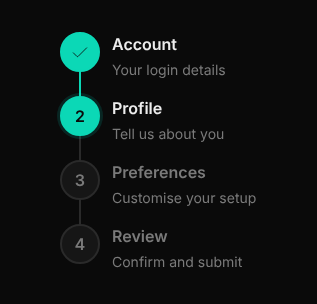 Account
Your login details
2
Profile
Tell us about you
3
Preferences
Customise your setup
4
Review
Confirm and submit